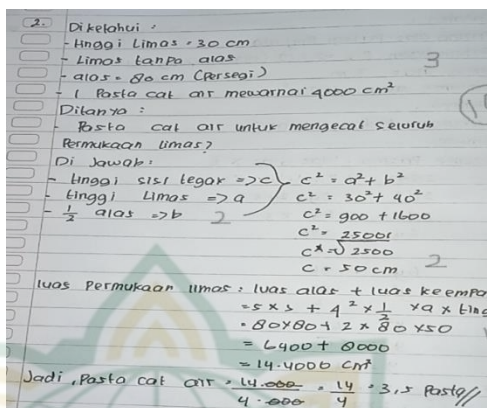 2. Diketahui :
- tinggi Limas = 30 cm
- Limas tanpa alas
3
- alas = 80 cm (Persegi)
- 1 Pasta cat air mewarnai 4000 cm²
Ditanya :
- Pasta cat air untuk mengecat seluruh
Permukaan limas?
Di Jawab :
- tinggi sisi tegak => c
- tinggi Limas => a
- 1/2 alas => b
2
c² = a² + b²
c² = 30² + 40²
c² = 900 + 1600
c² = 2500
c = √2500
c = 50 cm
2
luas Permukaan limas = luas alas + luas keempa
= s x s + 4² x 1/2 x a x ting
= 80 x 80 + 2 x 80 x 50
= 6400 + 8000
= 14.4000 cm²
Jadi, Pasta cat air = 14.000/4.000 = 14/4 = 3,5 Pasta//